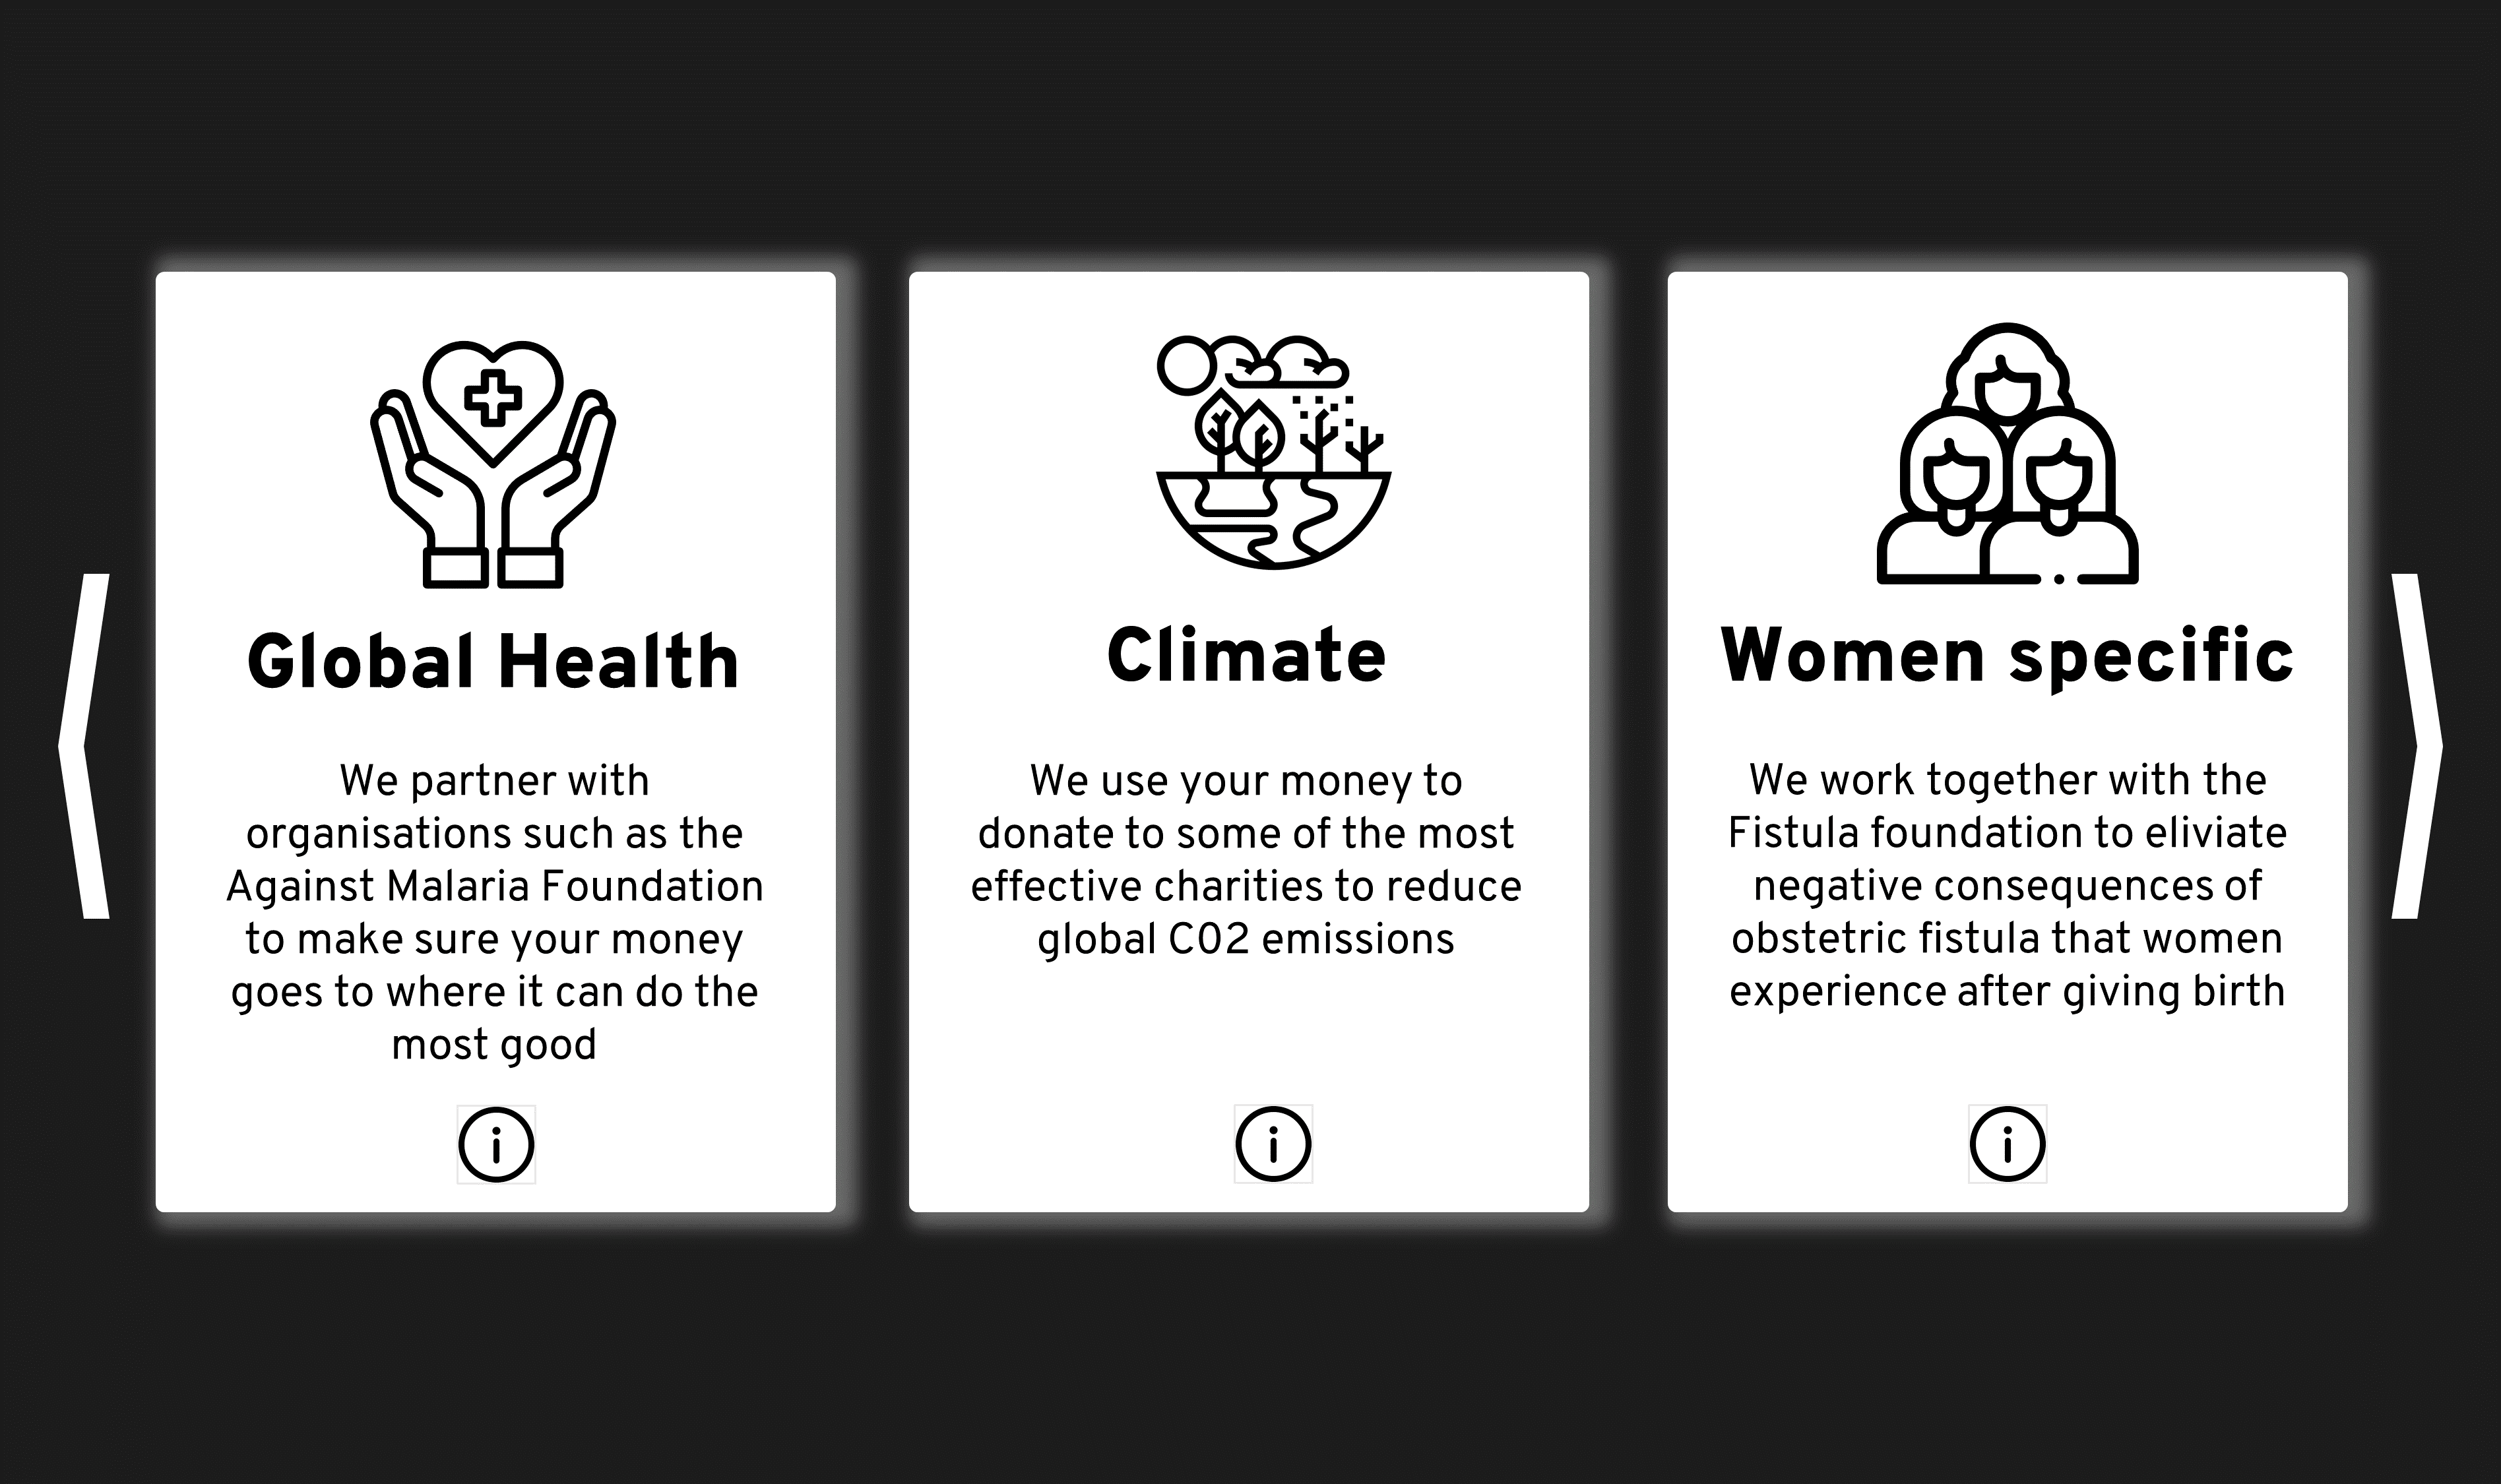 Global Health
We partner with
organisations such as the
Against Malaria Foundation
to make sure your money
goes to where it can do the
most good
i
Climate
We use your money to
donate to some of the most
effective charities to reduce
global CO2 emissions
i
Women specific
We work together with the
Fistula foundation to eliviate
negative consequences of
obstetric fistula that women
experience after giving birth
i